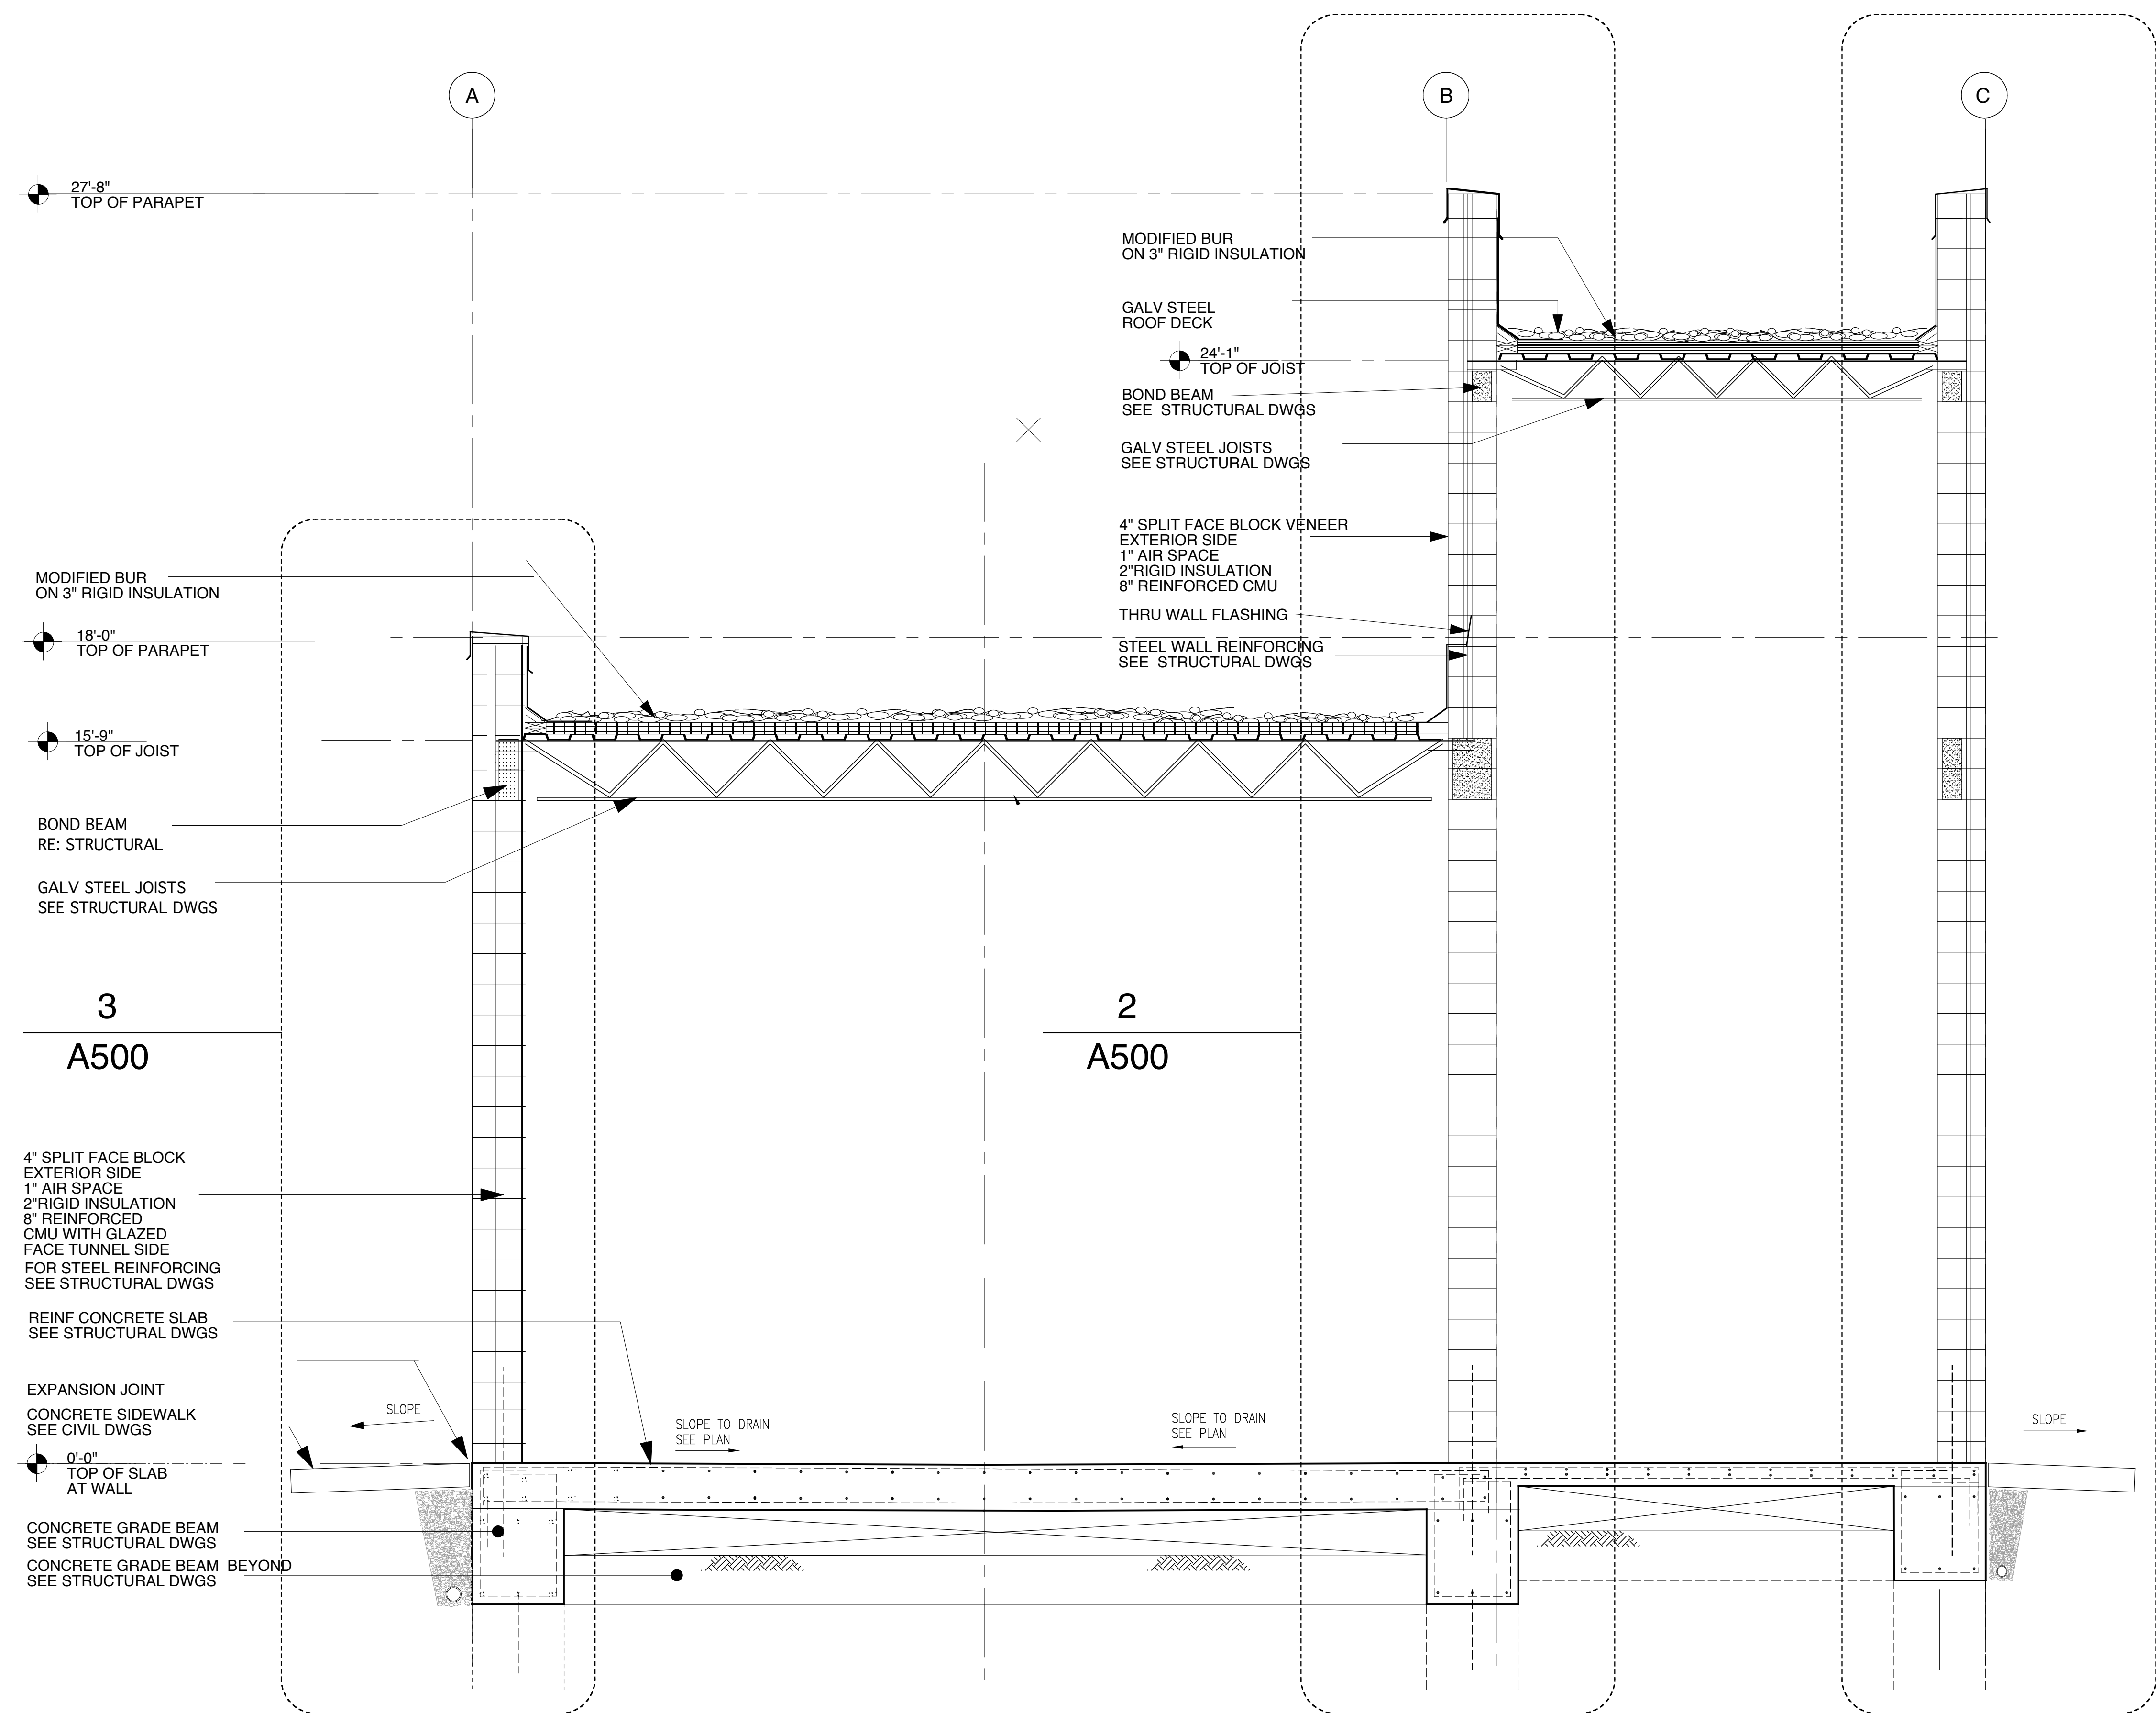 A
B
C
27'-8"
TOP OF PARAPET
MODIFIED BUR
ON 3" RIGID INSULATION
GALV STEEL
ROOF DECK
24'-1"
TOP OF JOIST
BOND BEAM
SEE STRUCTURAL DWGS
GALV STEEL JOISTS
SEE STRUCTURAL DWGS
4" SPLIT FACE BLOCK VENEER
EXTERIOR SIDE
1" AIR SPACE
2"RIGID INSULATION
8" REINFORCED CMU
THRU WALL FLASHING
STEEL WALL REINFORCING
SEE STRUCTURAL DWGS
MODIFIED BUR
ON 3" RIGID INSULATION
18'-0"
TOP OF PARAPET
15'-9"
TOP OF JOIST
BOND BEAM
RE: STRUCTURAL
GALV STEEL JOISTS
SEE STRUCTURAL DWGS
3
A500
2
A500
4" SPLIT FACE BLOCK
EXTERIOR SIDE
1" AIR SPACE
2"RIGID INSULATION
8" REINFORCED
CMU WITH GLAZED
FACE TUNNEL SIDE
FOR STEEL REINFORCING
SEE STRUCTURAL DWGS
REINF CONCRETE SLAB
SEE STRUCTURAL DWGS
EXPANSION JOINT
CONCRETE SIDEWALK
SEE CIVIL DWGS
SLOPE
SLOPE TO DRAIN
SEE PLAN
SLOPE TO DRAIN
SEE PLAN
SLOPE
0'-0"
TOP OF SLAB
AT WALL
CONCRETE GRADE BEAM
SEE STRUCTURAL DWGS
CONCRETE GRADE BEAM BEYOND
SEE STRUCTURAL DWGS